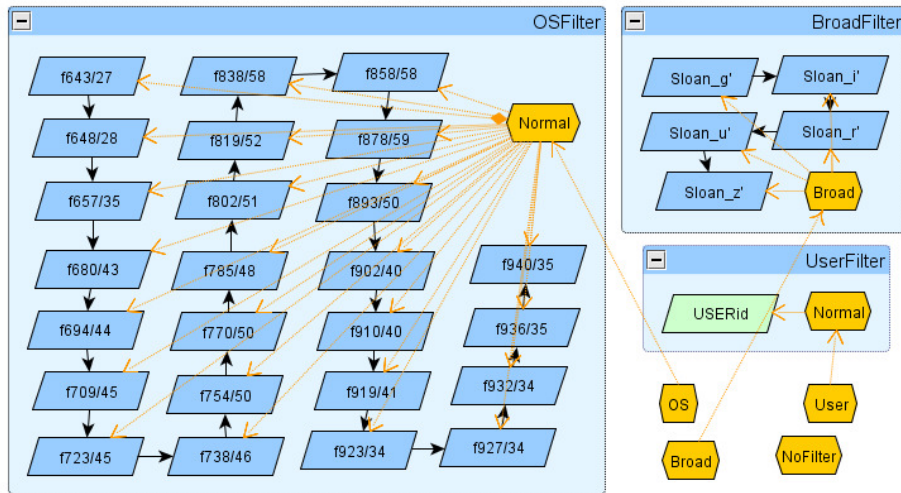 OSFilter
f643/27
f648/28
f657/35
f680/43
f694/44
f709/45
f723/45
f838/58
f819/52
f802/51
f785/48
f770/50
f754/50
f738/46
f858/58
f878/59
f893/50
f902/40
f910/40
f919/41
f923/34
Normal
f940/35
f936/35
f932/34
f927/34
BroadFilter
Sloan_g'
Sloan_i'
Sloan_u'
Sloan_r'
Sloan_z'
Broad
UserFilter
USERid
Normal
OS
User
Broad
NoFilter